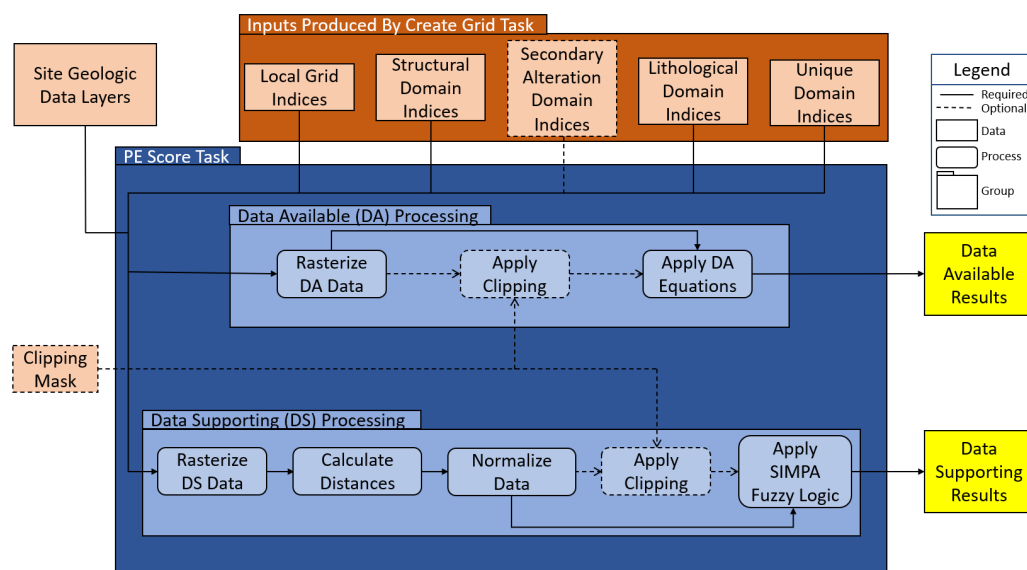 Inputs Produced By Create Grid Task
Site Geologic
Data Layers
Local Grid
Indices
Structural
Domain
Indices
Secondary
Alteration
Domain
Indices
Lithological
Domain
Indices
Unique
Domain
Indices
Legend
Required
Optional
Data
Process
Group
PE Score Task
Data Available (DA) Processing
Rasterize
DA Data
Apply
Clipping
Apply DA
Equations
Data
Available
Results
Clipping
Mask
Data Supporting (DS) Processing
Rasterize
DS Data
Calculate
Distances
Normalize
Data
Apply
Clipping
Apply
SIMPA
Fuzzy Logic
Data
Supporting
Results